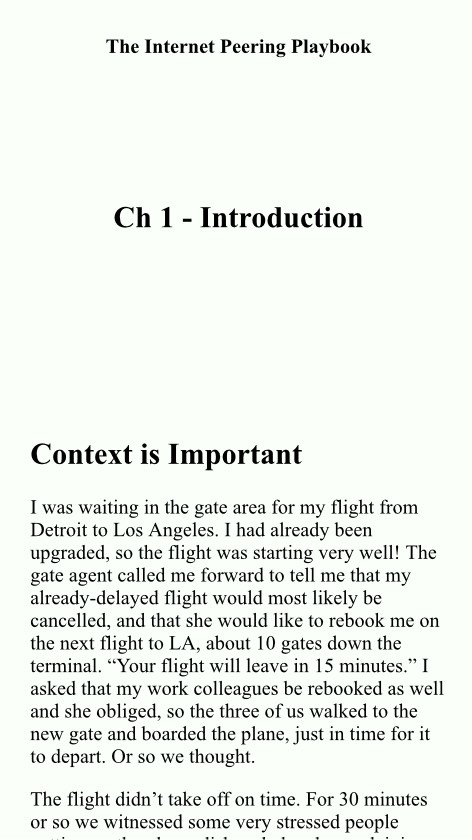 The Internet Peering Playbook
Ch 1 - Introduction
Context is Important
I was waiting in the gate area for my flight from
Detroit to Los Angeles. I had already been
upgraded, so the flight was starting very well! The
gate agent called me forward to tell me that my
already-delayed flight would most likely be
cancelled, and that she would like to rebook me on
the next flight to LA, about 10 gates down the
terminal. “Your flight will leave in 15 minutes.” I
asked that my work colleagues be rebooked as well
and she obliged, so the three of us walked to the
new gate and boarded the plane, just in time for it
to depart. Or so we thought.
The flight didn’t take off on time. For 30 minutes
or so we witnessed some very stressed people